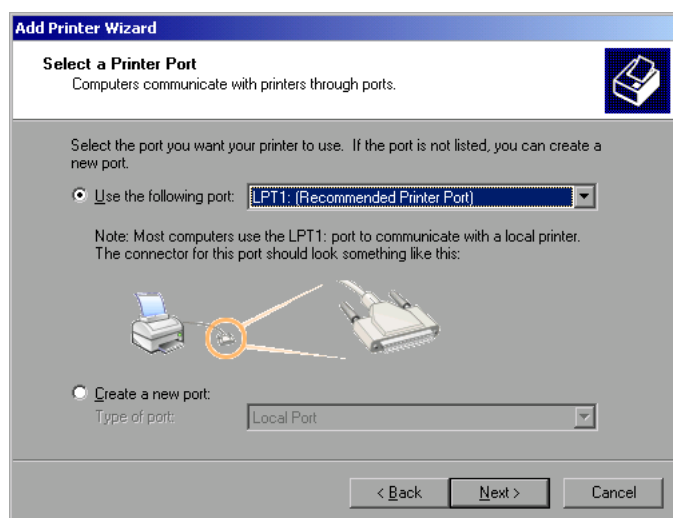 Add Printer Wizard
Select a Printer Port
Computers communicate with printers through ports.
Select the port you want your printer to use. If the port is not listed, you can create a
new port.
Use the following port: LPT1: (Recommended Printer Port)
Note: Most computers use the LPT1: port to communicate with a local printer.
The connector for this port should look something like this:
Create a new port:
Type of port: Local Port
< Back Next > Cancel